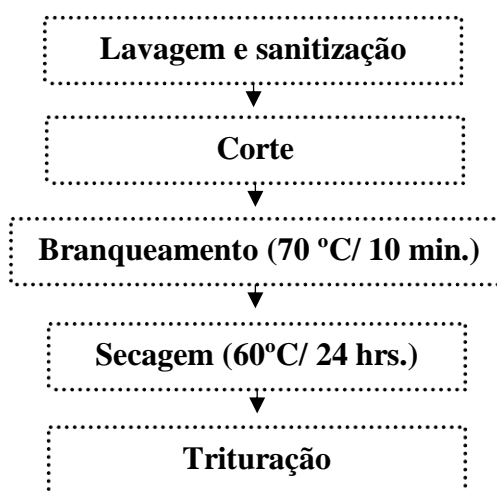 Lavagem e sanitização
Corte
Branqueamento (70 ºC/ 10 min.)
Secagem (60ºC/ 24 hrs.)
Trituração